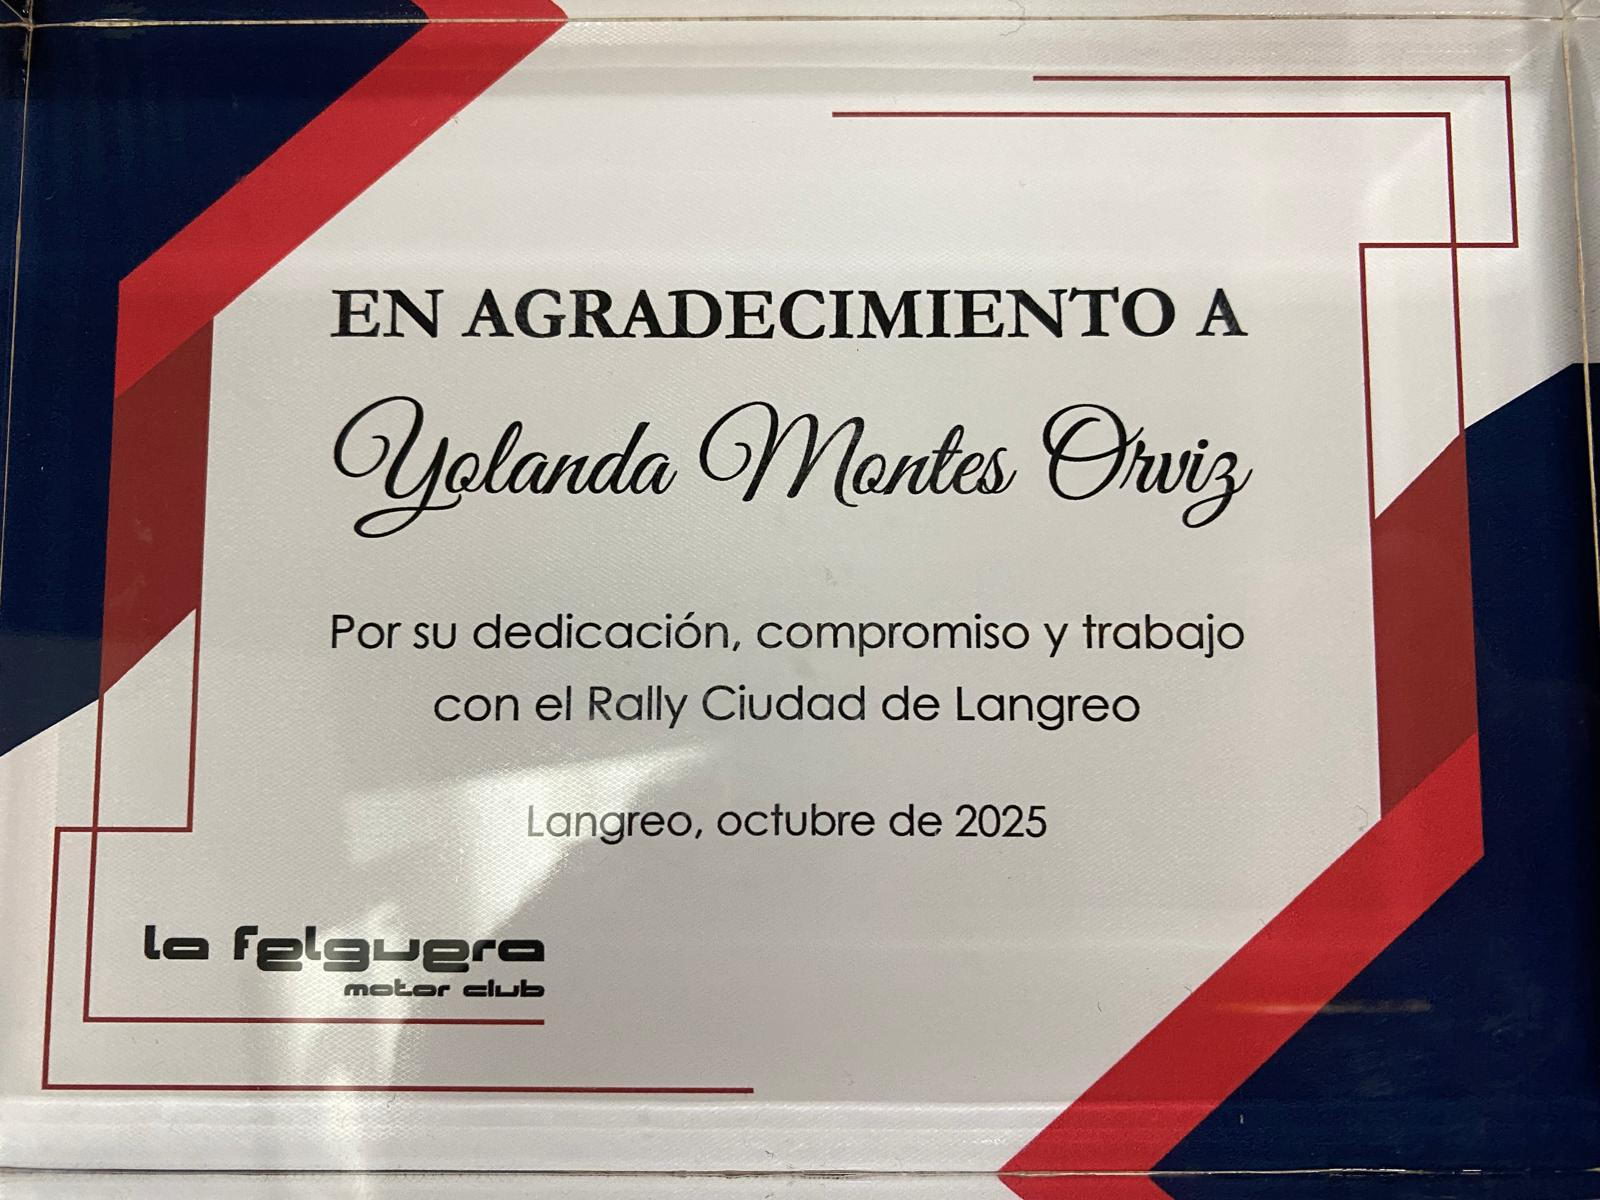 EN AGRADECIMIENTO A
Yolanda Montes Orviz
Por su dedicación, compromiso y trabajo
con el Rally Ciudad de Langreo
Langreo, octubre de 2025
la felguera
motor club